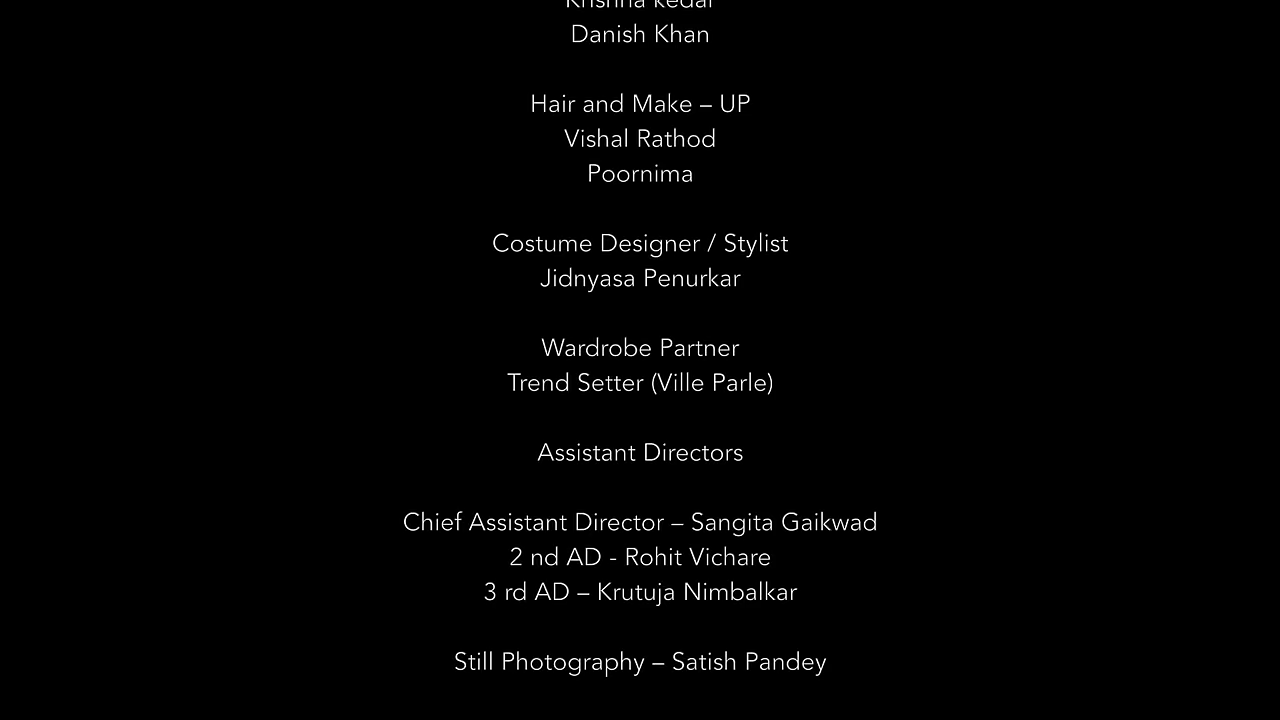 Krishna kedar
Danish Khan
Hair and Make – UP
Vishal Rathod
Poornima
Costume Designer / Stylist
Jidnyasa Penurkar
Wardrobe Partner
Trend Setter (Ville Parle)
Assistant Directors
Chief Assistant Director – Sangita Gaikwad
2 nd AD - Rohit Vichare
3 rd AD – Krutuja Nimbalkar
Still Photography – Satish Pandey